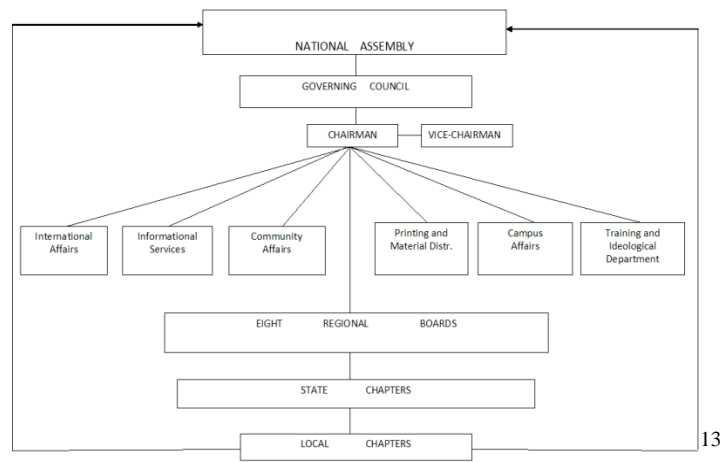 NATIONAL ASSEMBLY
GOVERNING COUNCIL
CHAIRMAN
VICE-CHAIRMAN
International
Affairs
Informational
Services
Community
Affairs
Printing and
Material Distr.
Campus
Affairs
Training and
Ideological
Department
EIGHT REGIONAL BOARDS
STATE CHAPTERS
LOCAL CHAPTERS
13